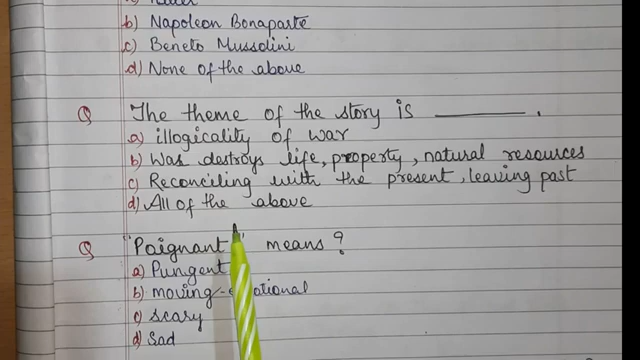 b) Napoleon Bonaparte
c) Beneto Mussolini
d) None of the above
Q The theme of the story is ________ .
a) illogicality of war
b) Was destroys life, property, natural resources
c) Reconciling with the present, leaving past
d) All of the above
Q "Poignant" means ?
a) Pungent
b) moving-
c) scary
d) Sad